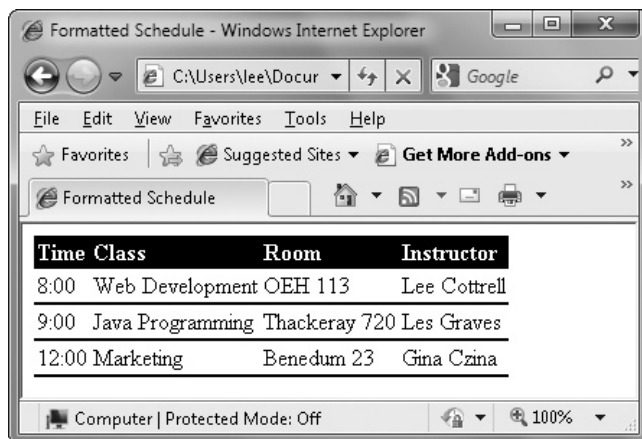 Formatted Schedule - Windows Internet Explorer
C:\Users\lee\Docur Google
File Edit View Favorites Tools Help
Favorites Suggested Sites Get More Add-ons »
Formatted Schedule »
Time Class Room Instructor
8:00 Web Development OEH 113 Lee Cottrell
9:00 Java Programming Thackeray 720 Les Graves
12:00 Marketing Benedum 23 Gina Czina
Computer | Protected Mode: Off 100%